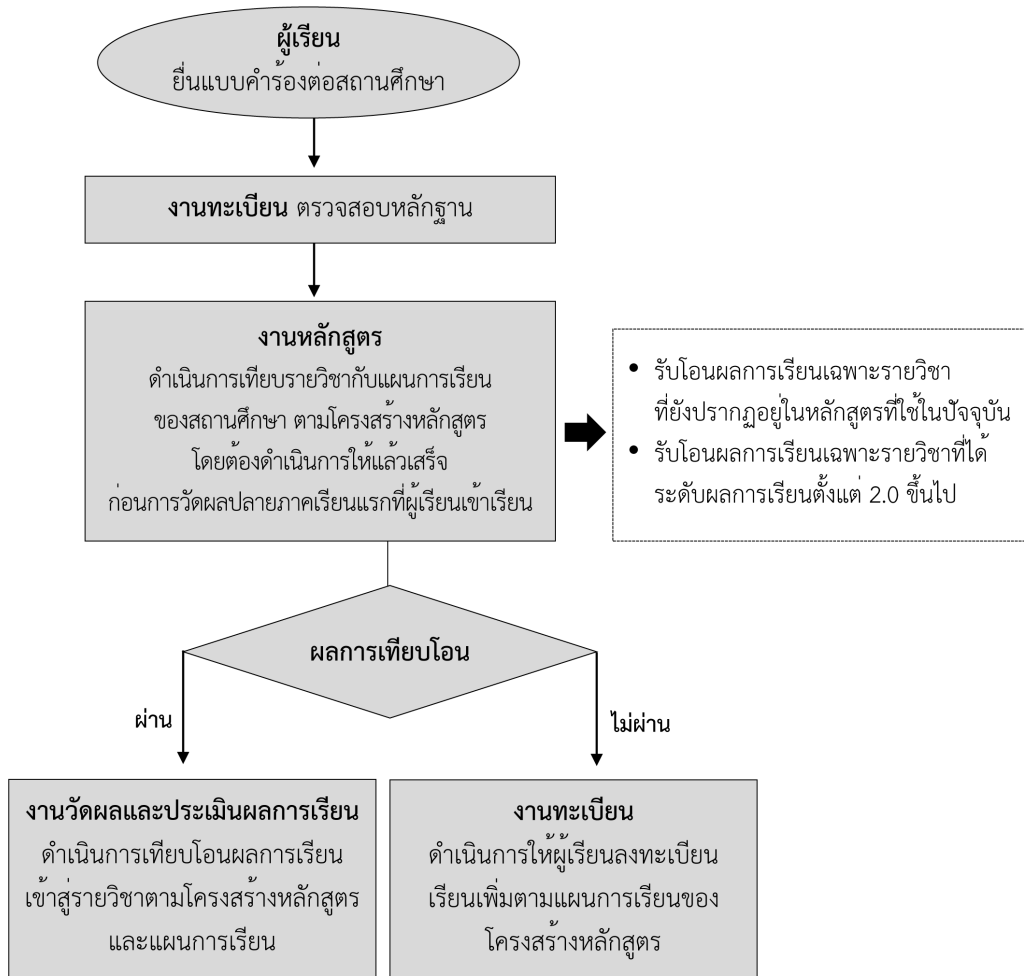 ผู้เรียน
ยื่นแบบคำร้องต่อสถานศึกษา
งานทะเบียน ตรวจสอบหลักฐาน
งานหลักสูตร
ดำเนินการเทียบรายวิชากับแผนการเรียน
ของสถานศึกษา ตามโครงสร้างหลักสูตร
โดยต้องดำเนินการให้แล้วเสร็จ
ก่อนการวัดผลปลายภาคเรียนแรกที่ผู้เรียนเข้าเรียน
• รับโอนผลการเรียนเฉพาะรายวิชา
ที่ยังปรากฏอยู่ในหลักสูตรที่ใช้ในปัจจุบัน
• รับโอนผลการเรียนเฉพาะรายวิชาที่ได้
ระดับผลการเรียนตั้งแต่ 2.0 ขึ้นไป
ผลการเทียบโอน
ผ่าน
ไม่ผ่าน
งานวัดผลและประเมินผลการเรียน
ดำเนินการเทียบโอนผลการเรียน
เข้าสู่รายวิชาตามโครงสร้างหลักสูตร
และแผนการเรียน
งานทะเบียน
ดำเนินการให้ผู้เรียนลงทะเบียน
เรียนเพิ่มตามแผนการเรียนของ
โครงสร้างหลักสูตร